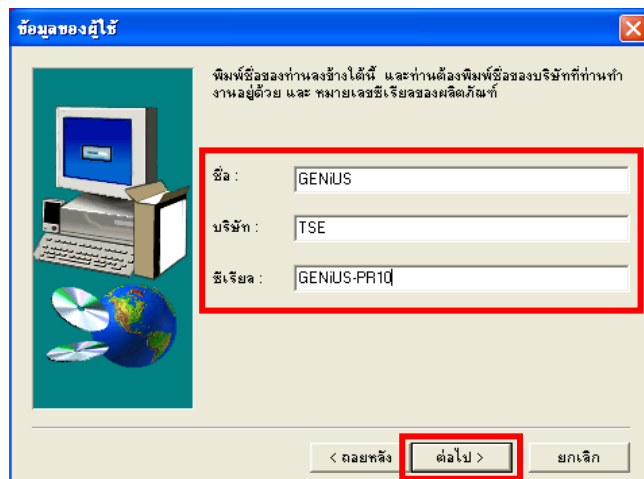 ข้อมูลของผู้ใช้
พิมพ์ชื่อของท่านลงข้างใต้นี้ และท่านต้องพิมพ์ชื่อของบริษัทที่ท่านทำ
งานอยู่ด้วย และ หมายเลขซีเรียลของผลิตภัณฑ์
ชื่อ : GENiUS
บริษัท : TSE
ซีเรียล : GENiUS-PR10
< ถอยหลัง ต่อไป > ยกเลิก